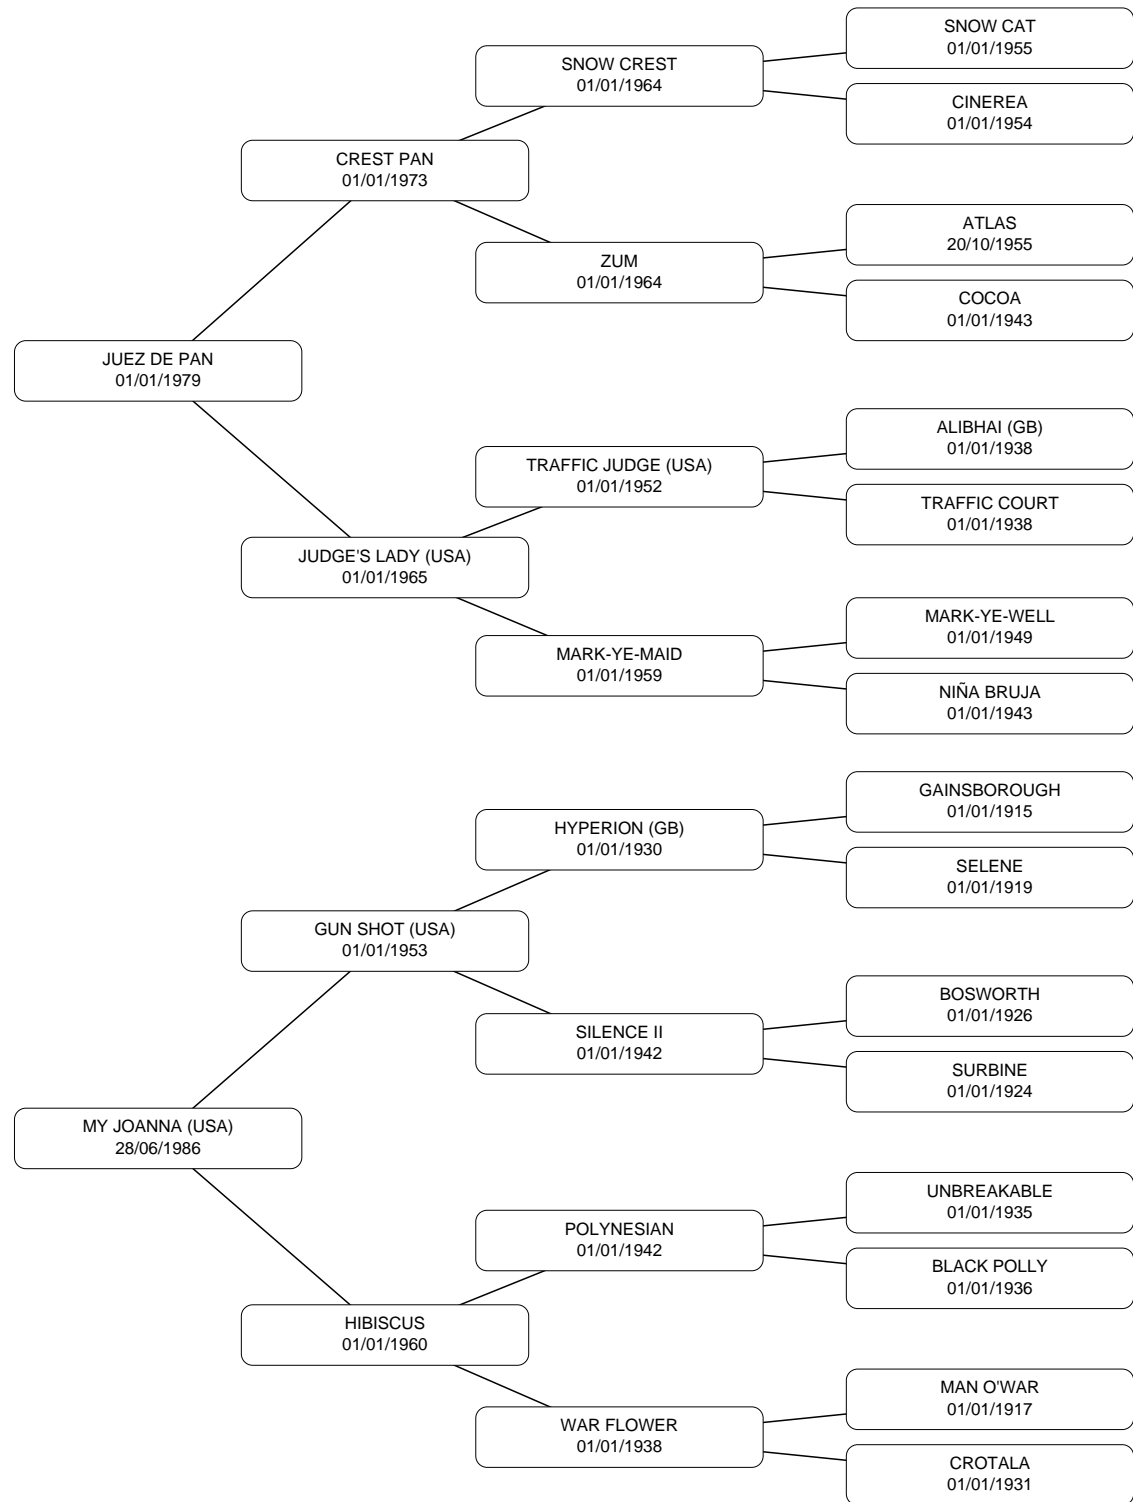 SNOW CAT
01/01/1955
SNOW CREST
01/01/1964
CINEREA
01/01/1954
CREST PAN
01/01/1973
ATLAS
20/10/1955
ZUM
01/01/1964
COCOA
01/01/1943
JUEZ DE PAN
01/01/1979
ALIBHAI (GB)
01/01/1938
TRAFFIC JUDGE (USA)
01/01/1952
TRAFFIC COURT
01/01/1938
JUDGE'S LADY (USA)
01/01/1965
MARK-YE-WELL
01/01/1949
MARK-YE-MAID
01/01/1959
NIÑA BRUJA
01/01/1943
GAINSBOROUGH
01/01/1915
HYPERION (GB)
01/01/1930
SELENE
01/01/1919
GUN SHOT (USA)
01/01/1953
BOSWORTH
01/01/1926
SILENCE II
01/01/1942
SURBINE
01/01/1924
MY JOANNA (USA)
28/06/1986
UNBREAKABLE
01/01/1935
POLYNESIAN
01/01/1942
BLACK POLLY
01/01/1936
HIBISCUS
01/01/1960
MAN O'WAR
01/01/1917
WAR FLOWER
01/01/1938
CROTALA
01/01/1931